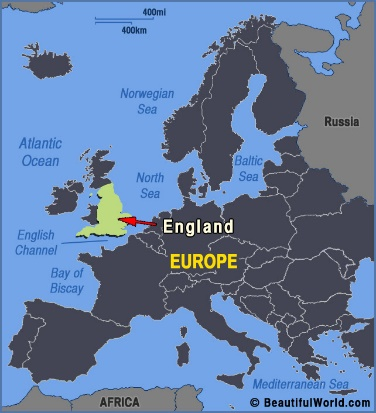 400mi
400km
Norwegian
Sea
Russia
Atlantic
Ocean
North
Sea
Baltic
Sea
England
English
Channel
EUROPE
Bay of
Biscay
Mediterranean Sea
AFRICA
© BeautifulWorld.com